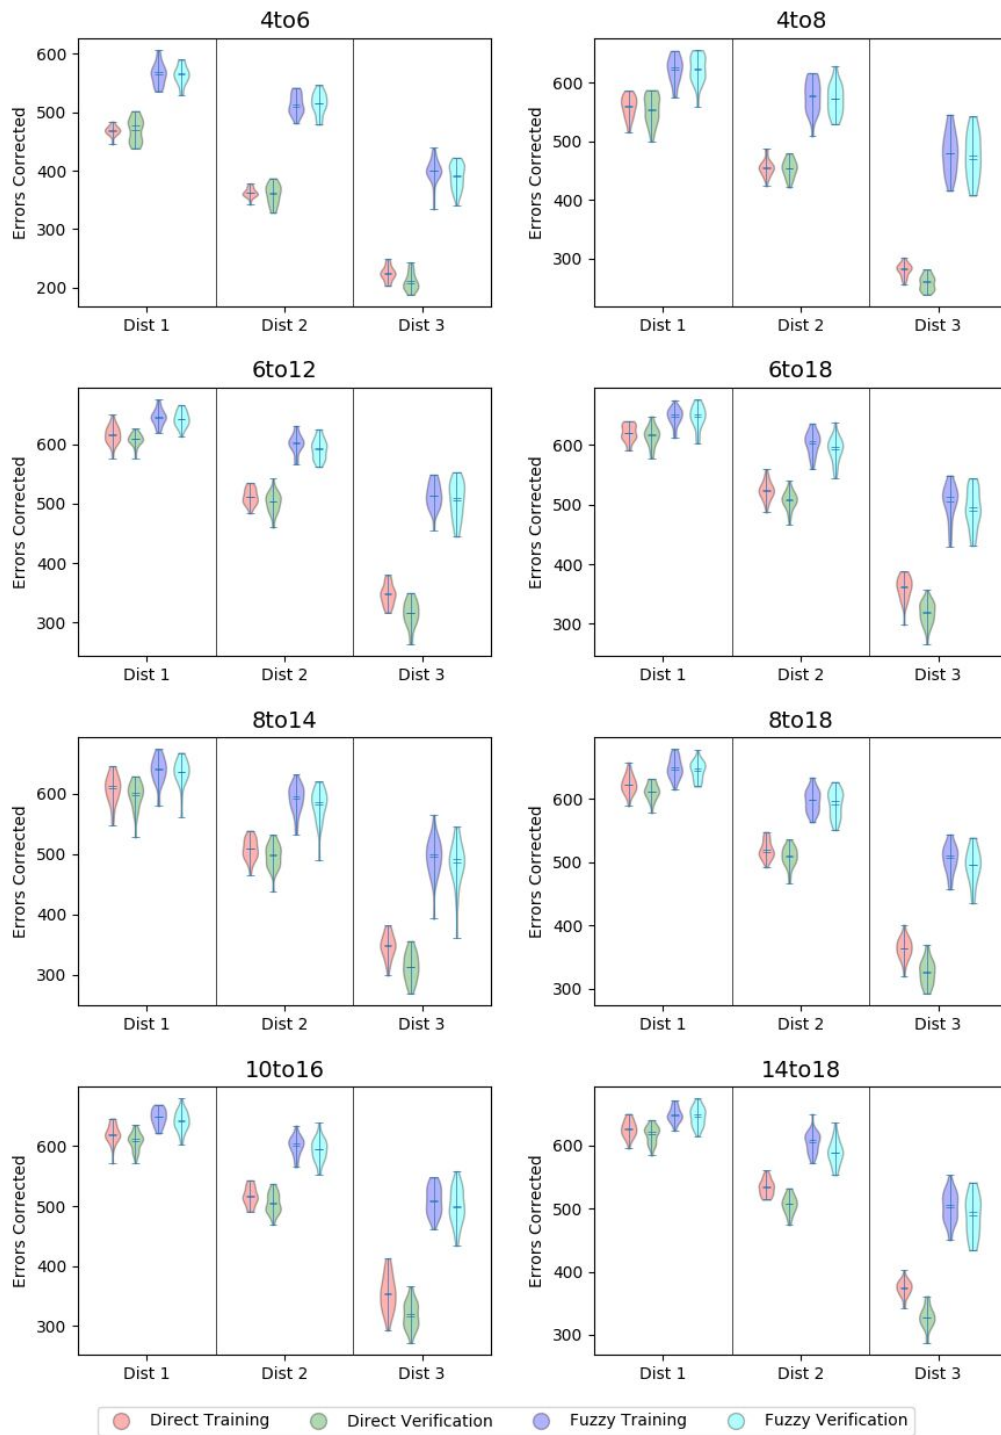 4to6
Errors Corrected
600
500
400
300
200
Dist 1 Dist 2 Dist 3
4to8
Errors Corrected
600
500
400
300
Dist 1 Dist 2 Dist 3
6to12
Errors Corrected
600
500
400
300
Dist 1 Dist 2 Dist 3
6to18
Errors Corrected
600
500
400
300
Dist 1 Dist 2 Dist 3
8to14
Errors Corrected
600
500
400
300
Dist 1 Dist 2 Dist 3
8to18
Errors Corrected
600
500
400
300
Dist 1 Dist 2 Dist 3
10to16
Errors Corrected
600
500
400
300
Dist 1 Dist 2 Dist 3
14to18
Errors Corrected
600
500
400
300
Dist 1 Dist 2 Dist 3
Direct Training Direct Verification Fuzzy Training Fuzzy Verification